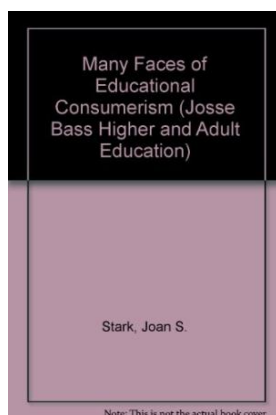 Many Faces of
Educational
Consumerism (Josse
Bass Higher and Adult
Education)
Stark, Joan S.
Note: This is not the actual book cover